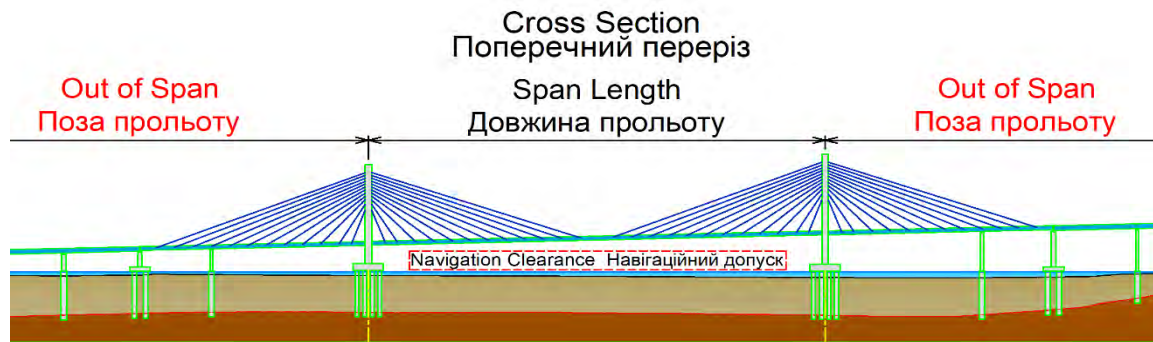 Cross Section
Поперечний переріз
Out of Span
Поза прольоту
Span Length
Довжина прольоту
Out of Span
Поза прольоту
Navigation Clearance Навігаційний допуск